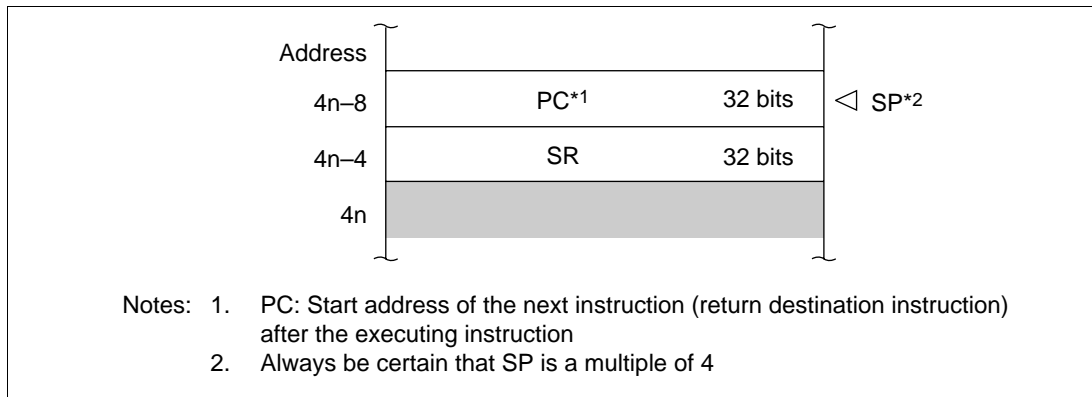 Address
4n–8 PC*1 32 bits SP*2
4n–4 SR 32 bits
4n
Notes: 1. PC: Start address of the next instruction (return destination instruction)
after the executing instruction
2. Always be certain that SP is a multiple of 4